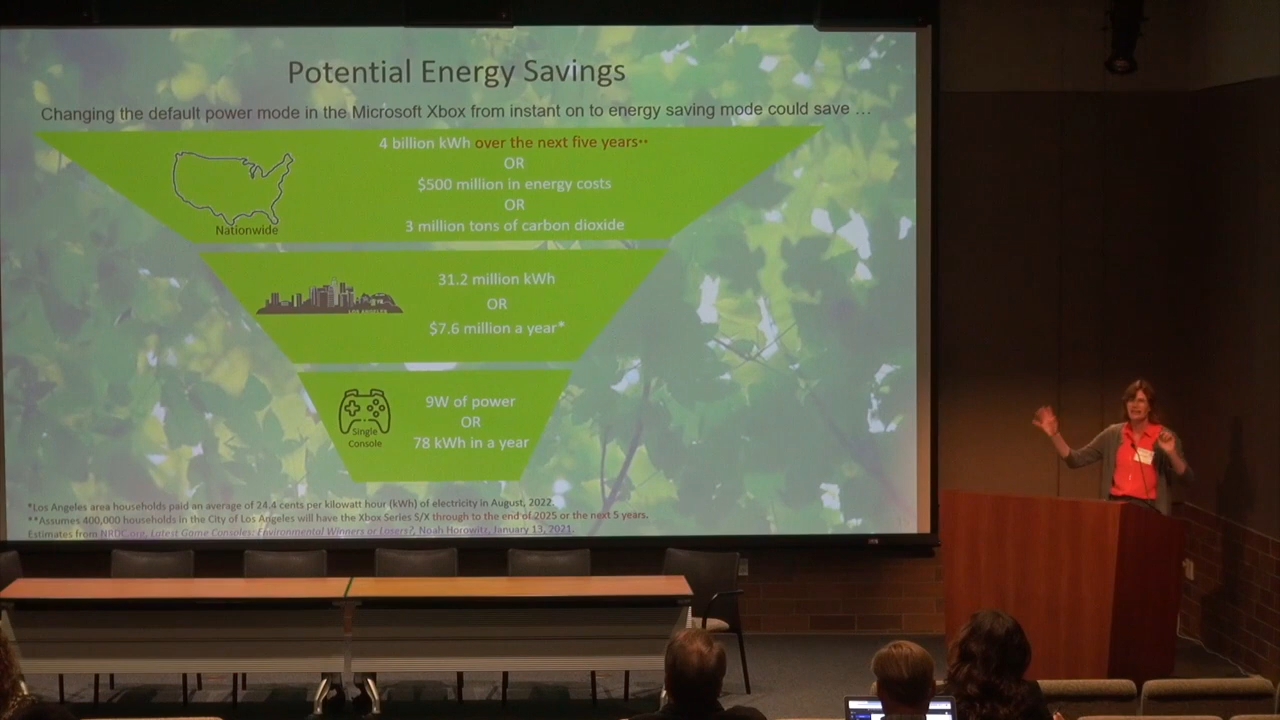 Potential Energy Savings
Changing the default power mode in the Microsoft Xbox from instant on to energy saving mode could save …
4 billion kWh over the next five years**
OR
$500 million in energy costs
OR
3 million tons of carbon dioxide
Nationwide
31.2 million kWh
OR
$7.6 million a year*
LOS ANGELES
9W of power
OR
78 kWh in a year
Single
Console
*Los Angeles area households paid an average of 24.4 cents per kilowatt hour (kWh) of electricity in August, 2022.
**Assumes 400,000 households in the City of Los Angeles will have the Xbox Series S/X through to the end of 2025 or the next 5 years.
Estimates from NRDC.org, Latest Game Consoles: Environmental Winners or Losers?, Noah Horowitz, January 13, 2021.